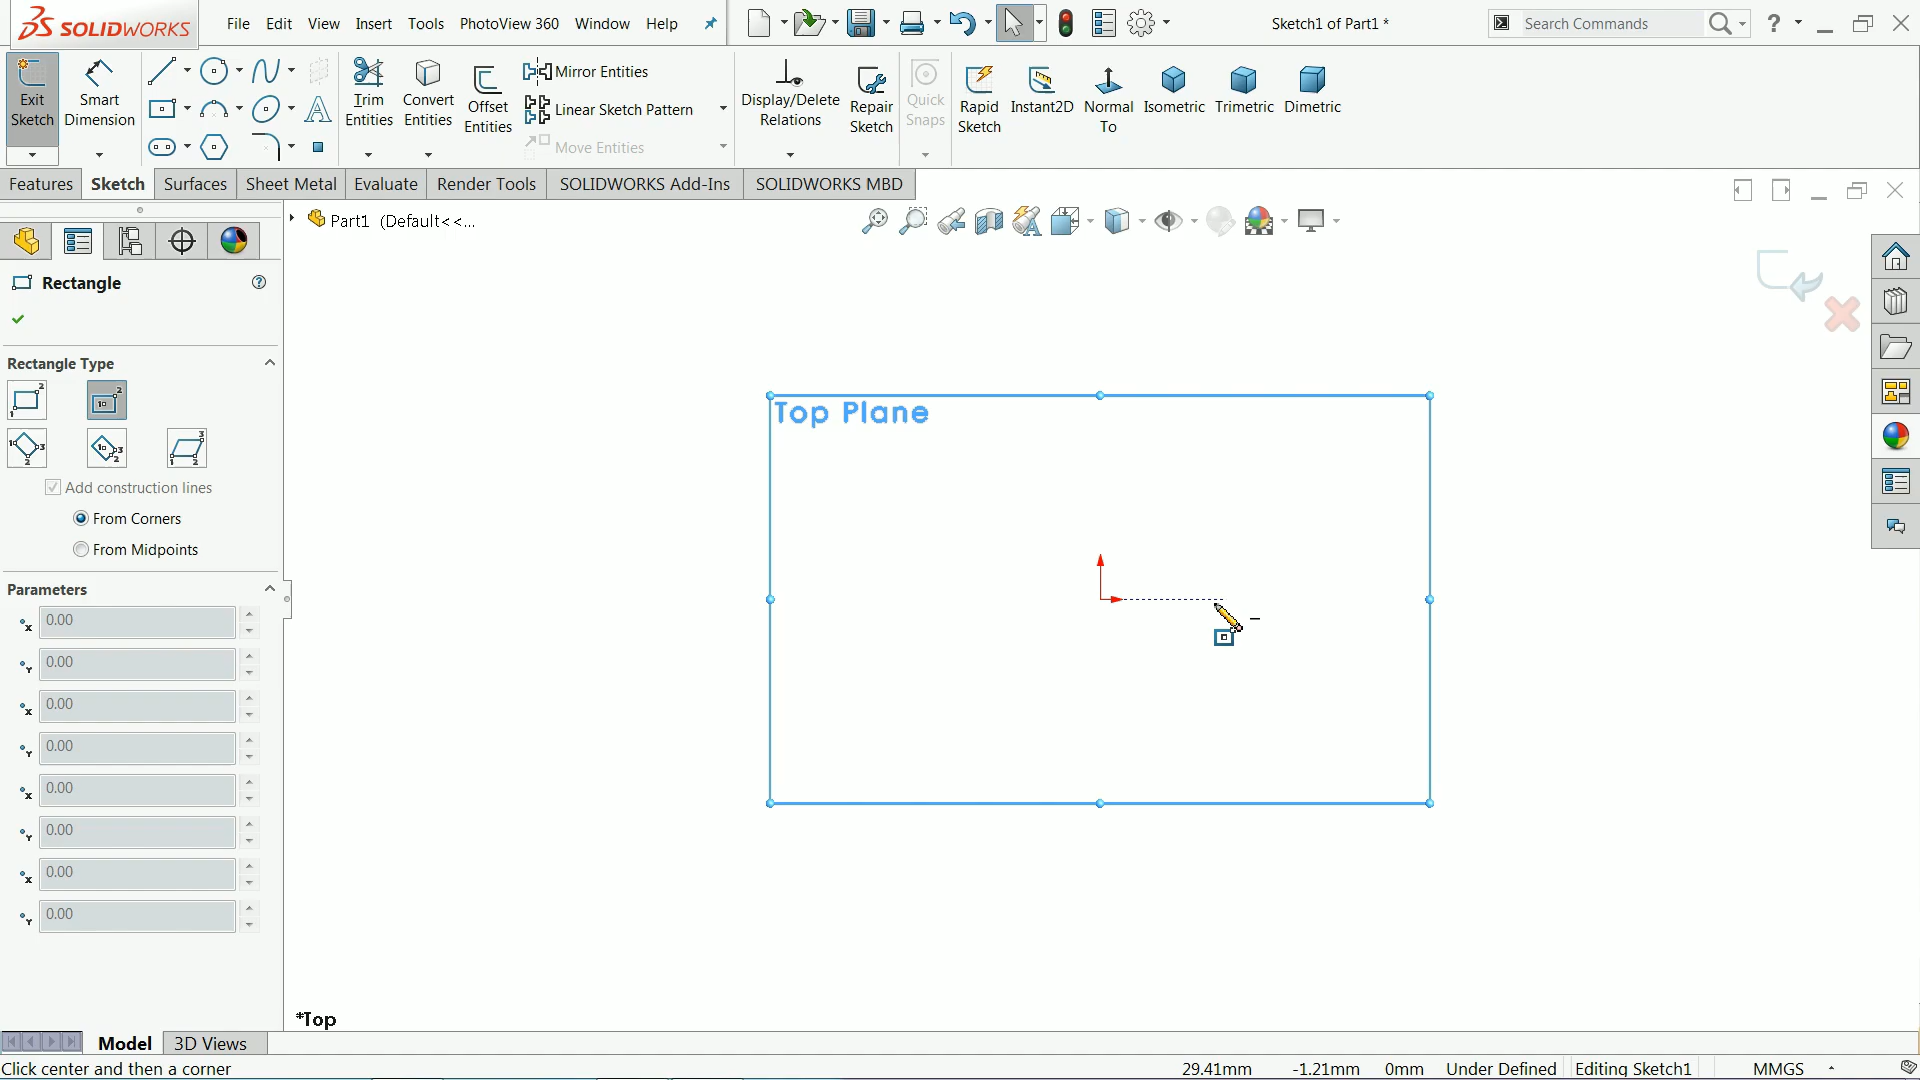 SOLIDWORKS File Edit View Insert Tools PhotoView 360 Window Help Sketch1 of Part1 * Search Commands ?
Exit Sketch
Smart Dimension
Trim Entities
Convert Entities
Offset Entities
Mirror Entities
Linear Sketch Pattern
Move Entities
Display/Delete Relations
Repair Sketch
Quick Snaps
Rapid Sketch
Instant2D
Normal To
Isometric
Trimetric
Dimetric
Features Sketch Surfaces Sheet Metal Evaluate Render Tools SOLIDWORKS Add-Ins SOLIDWORKS MBD
Part1 (Default<<...
Rectangle
Rectangle Type
Add construction lines
From Corners
From Midpoints
Parameters
x 0.00
Y 0.00
x 0.00
Y 0.00
x 0.00
Y 0.00
x 0.00
Y 0.00
Top Plane
*Top
Model 3D Views
Click center and then a corner 29.41mm -1.21mm 0mm Under Defined Editing Sketch1 MMGS